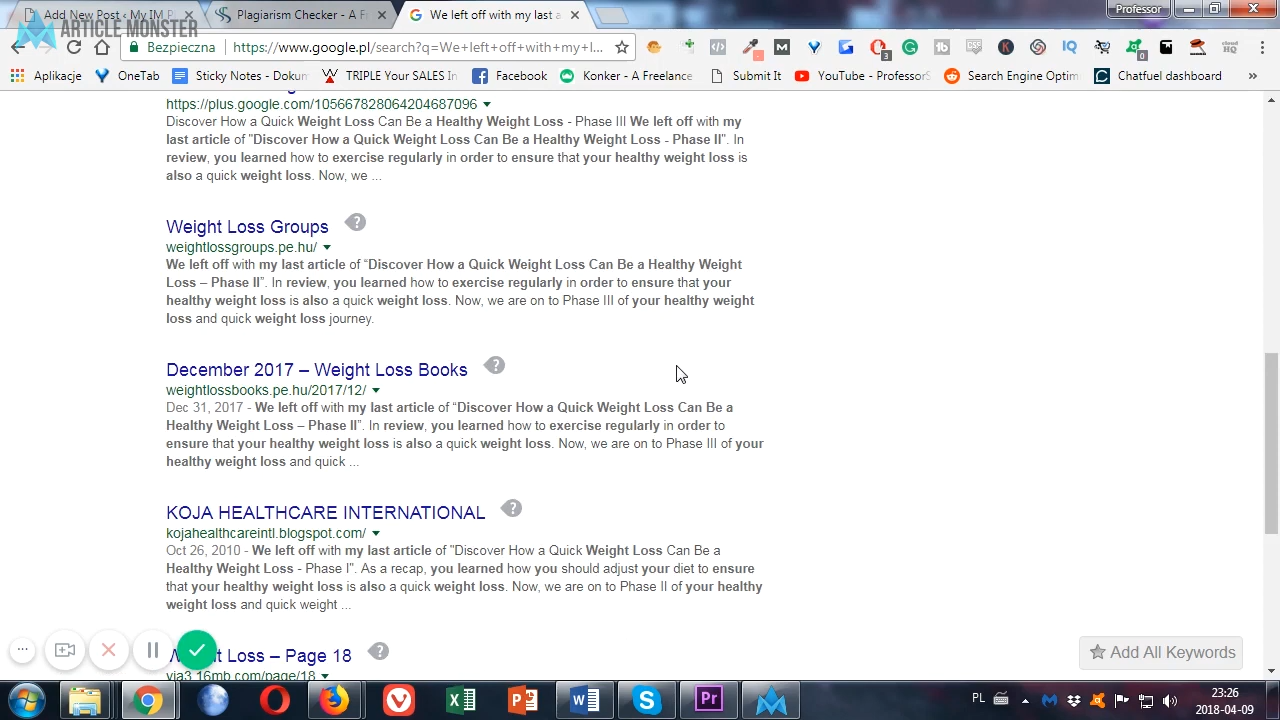 Add New Post ‹ My IM P
Plagiarism Checker - A F
We left off with my last a
Professor
ARTICLE MONSTER
Bezpieczna
https://www.google.pl/search?q=We+left+off+with+my+l...
3
0
Aplikacje
OneTab
Sticky Notes - Dokum
TRIPLE Your SALES In
Facebook
Konker - A Freelance
Submit It
YouTube - ProfessorS
Search Engine Optim
Chatfuel dashboard
»
https://plus.google.com/105667828064204687096
Discover How a Quick Weight Loss Can Be a Healthy Weight Loss - Phase III We left off with my
last article of "Discover How a Quick Weight Loss Can Be a Healthy Weight Loss - Phase II". In
review, you learned how to exercise regularly in order to ensure that your healthy weight loss is
also a quick weight loss. Now, we ...
Weight Loss Groups
weightlossgroups.pe.hu/
We left off with my last article of “Discover How a Quick Weight Loss Can Be a Healthy Weight
Loss – Phase II”. In review, you learned how to exercise regularly in order to ensure that your
healthy weight loss is also a quick weight loss. Now, we are on to Phase III of your healthy weight
loss and quick weight loss journey.
December 2017 – Weight Loss Books
weightlossbooks.pe.hu/2017/12/
Dec 31, 2017 - We left off with my last article of “Discover How a Quick Weight Loss Can Be a
Healthy Weight Loss – Phase II”. In review, you learned how to exercise regularly in order to
ensure that your healthy weight loss is also a quick weight loss. Now, we are on to Phase III of your
healthy weight loss and quick ...
KOJA HEALTHCARE INTERNATIONAL
kojahealthcareintl.blogspot.com/
Oct 26, 2010 - We left off with my last article of "Discover How a Quick Weight Loss Can Be a
Healthy Weight Loss - Phase I". As a recap, you learned how you should adjust your diet to ensure
that your healthy weight loss is also a quick weight loss. Now, we are on to Phase II of your healthy
weight loss and quick weight ...
Loss – Page 18
via3.16mb.com/page/18
Add All Keywords
PL
23:26
2018-04-09